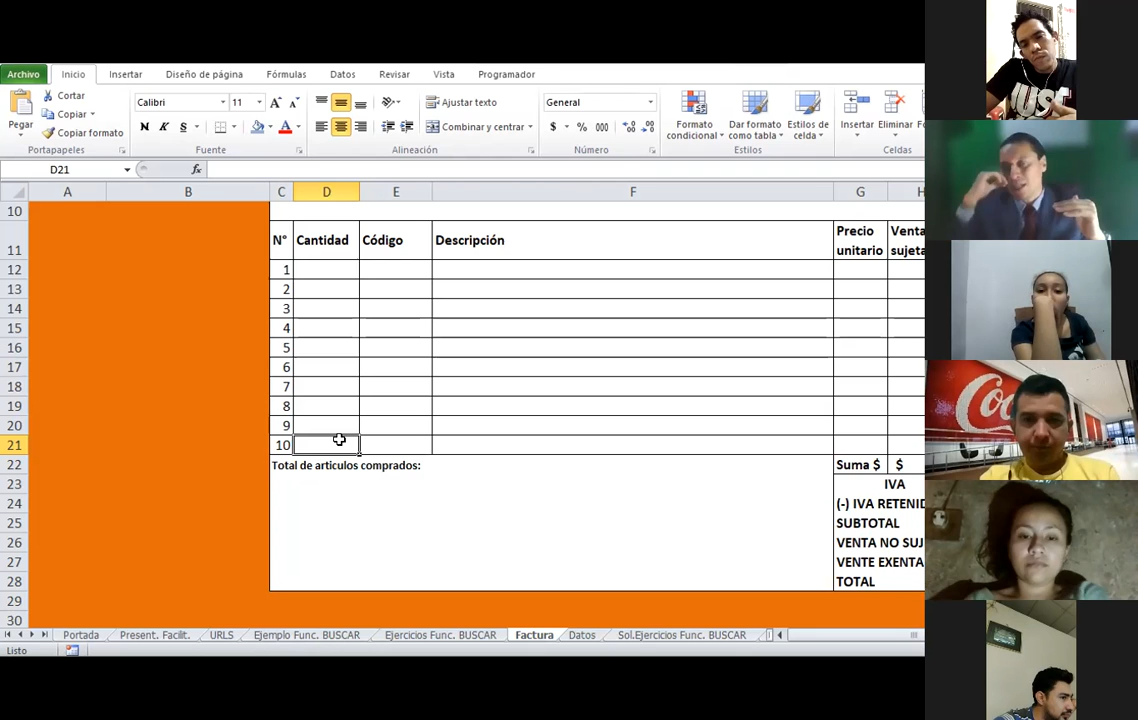 Archivo Inicio Insertar Diseño de página Fórmulas Datos Revisar Vista Programador
Pegar Cortar Copiar Copiar formato
Calibri 11 A A
N K S A
Ajustar texto
Combinar y centrar
General
$ % 000
Formato condicional Dar formato como tabla Estilos de celda Insertar Eliminar
Portapapeles Fuente Alineación Número Estilos Celdas
D21 fx
A B C D E F G H
10
11 N° Cantidad Código Descripción Precio unitario Venta sujeta
12 1
13 2
14 3
15 4
16 5
17 6
18 7
19 8
20 9
21 10
22 Total de articulos comprados: Suma $ $
23 IVA
24 (-) IVA RETENID
25 SUBTOTAL
26 VENTA NO SUJ
27 VENTE EXENTA
28 TOTAL
29
30
Portada Present. Facilit. URLS Ejemplo Func. BUSCAR Ejercicios Func. BUSCAR Factura Datos Sol.Ejercicios Func. BUSCAR
Listo
JUST
Coc